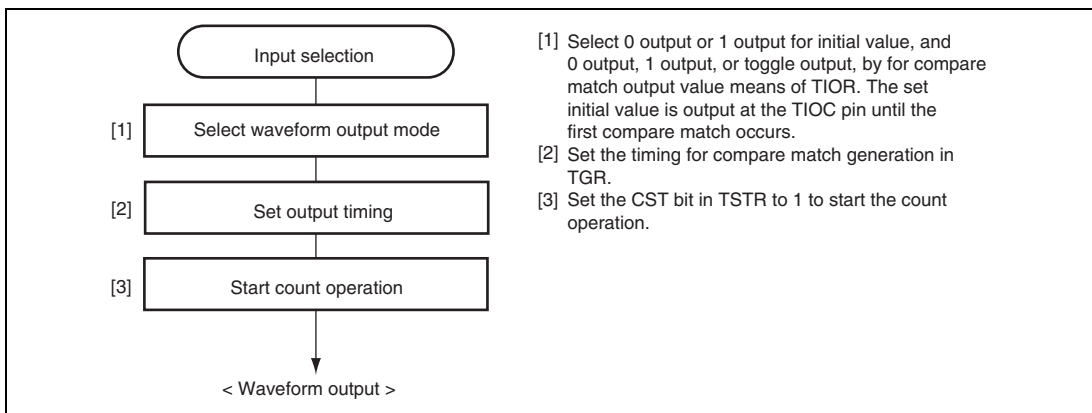 Input selection
[1] Select waveform output mode
[2] Set output timing
[3] Start count operation
< Waveform output >
[1] Select 0 output or 1 output for initial value, and
0 output, 1 output, or toggle output, by for compare
match output value means of TIOR. The set
initial value is output at the TIOC pin until the
first compare match occurs.
[2] Set the timing for compare match generation in
TGR.
[3] Set the CST bit in TSTR to 1 to start the count
operation.